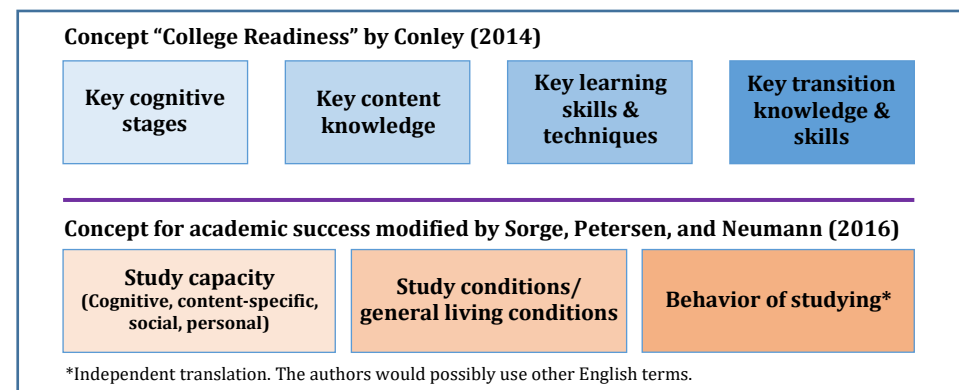 Concept “College Readiness” by Conley (2014)
Key cognitive
stages
Key content
knowledge
Key learning
skills &
techniques
Key transition
knowledge &
skills
Concept for academic success modified by Sorge, Petersen, and Neumann (2016)
Study capacity
(Cognitive, content-specific,
social, personal)
Study conditions/
general living conditions
Behavior of studying*
*Independent translation. The authors would possibly use other English terms.